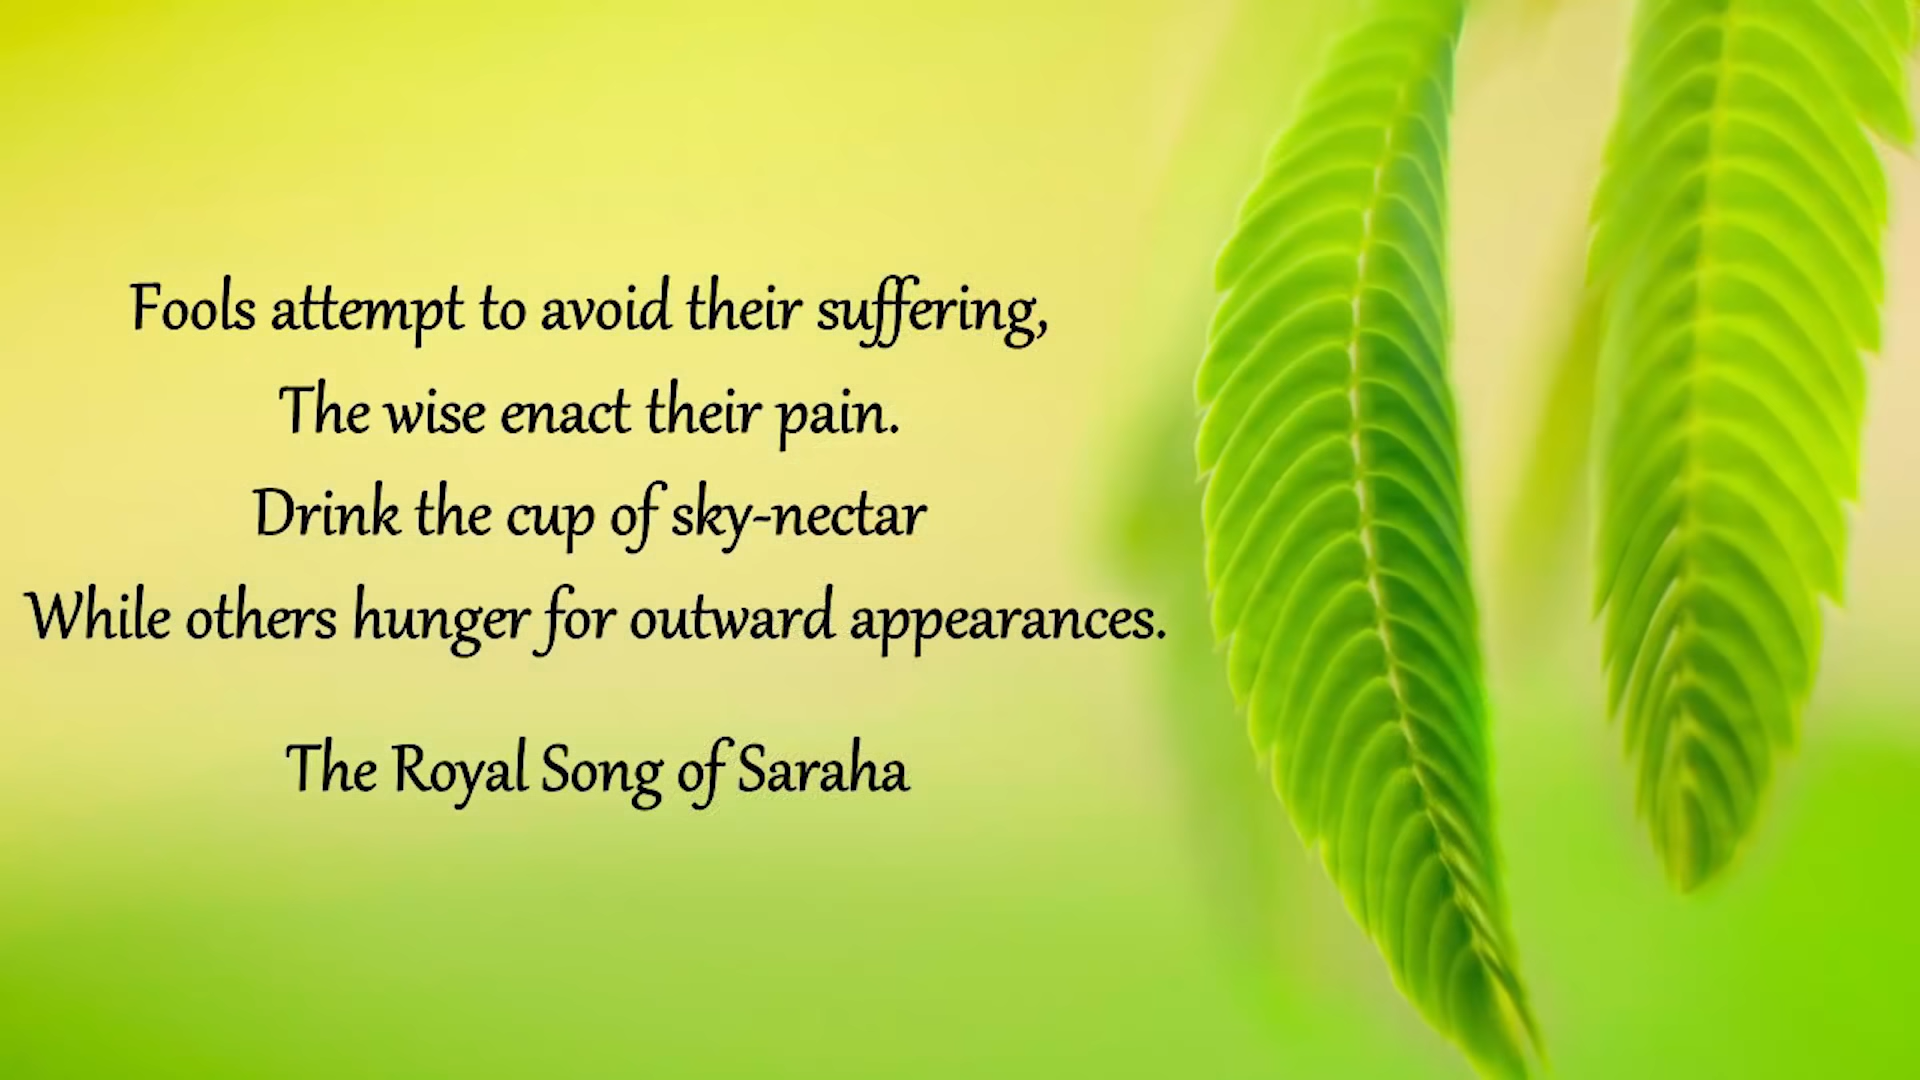 Fools attempt to avoid their suffering,
The wise enact their pain.
Drink the cup of sky-nectar
While others hunger for outward appearances.
The Royal Song of Saraha